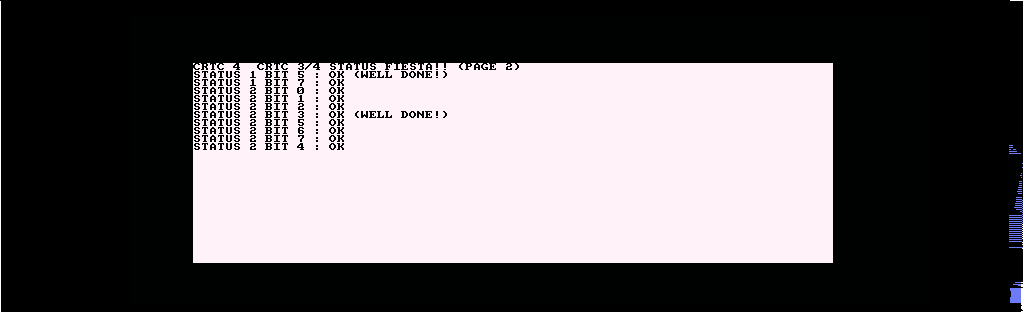 CRTC 4  CRTC 3/4 STATUS FIESTA!! (PAGE 2)
STATUS 1 BIT 5 : OK (WELL DONE!)
STATUS 1 BIT 7 : OK
STATUS 2 BIT 0 : OK
STATUS 2 BIT 1 : OK
STATUS 2 BIT 2 : OK
STATUS 2 BIT 3 : OK (WELL DONE!)
STATUS 2 BIT 5 : OK
STATUS 2 BIT 6 : OK
STATUS 2 BIT 7 : OK
STATUS 2 BIT 4 : OK